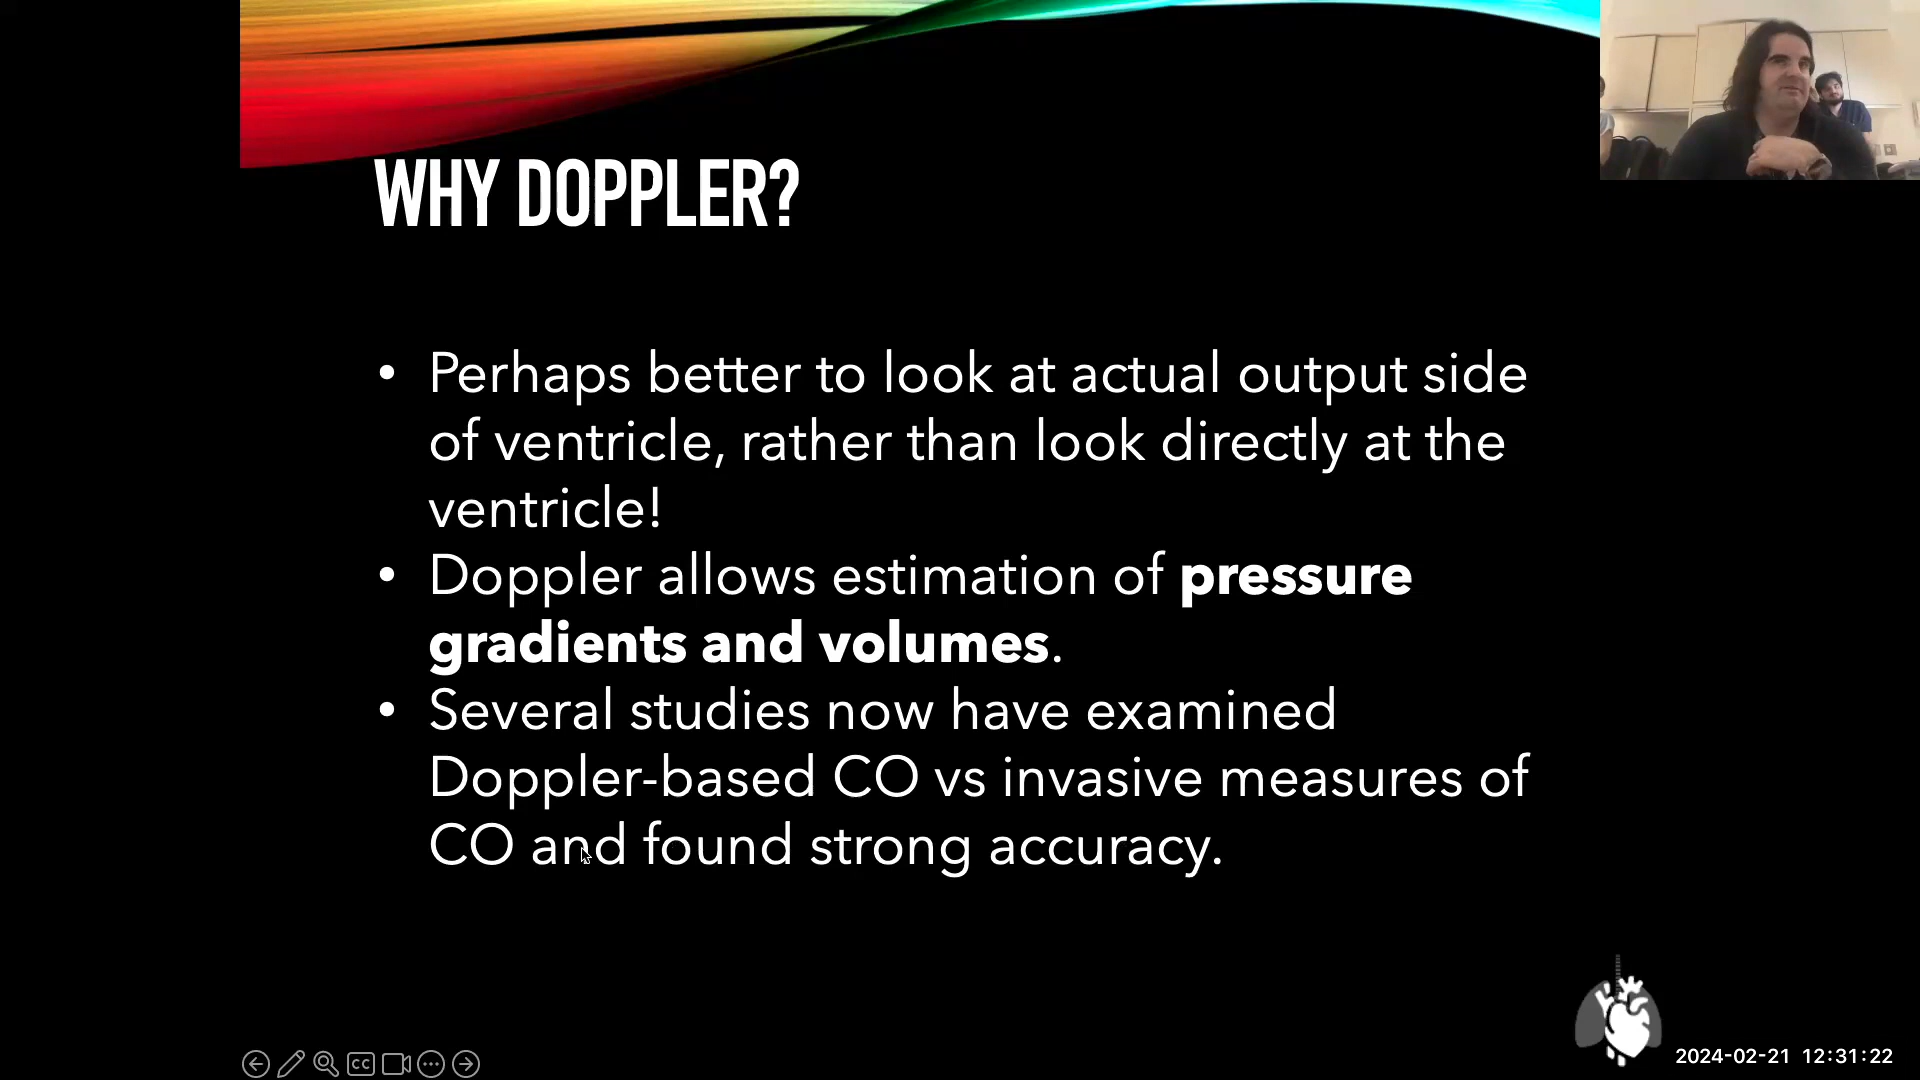 WHY DOPPLER?
• Perhaps better to look at actual output side
of ventricle, rather than look directly at the
ventricle!
• Doppler allows estimation of pressure
gradients and volumes.
• Several studies now have examined
Doppler-based CO vs invasive measures of
CO and found strong accuracy.
CC
2024-02-21 12:31:22